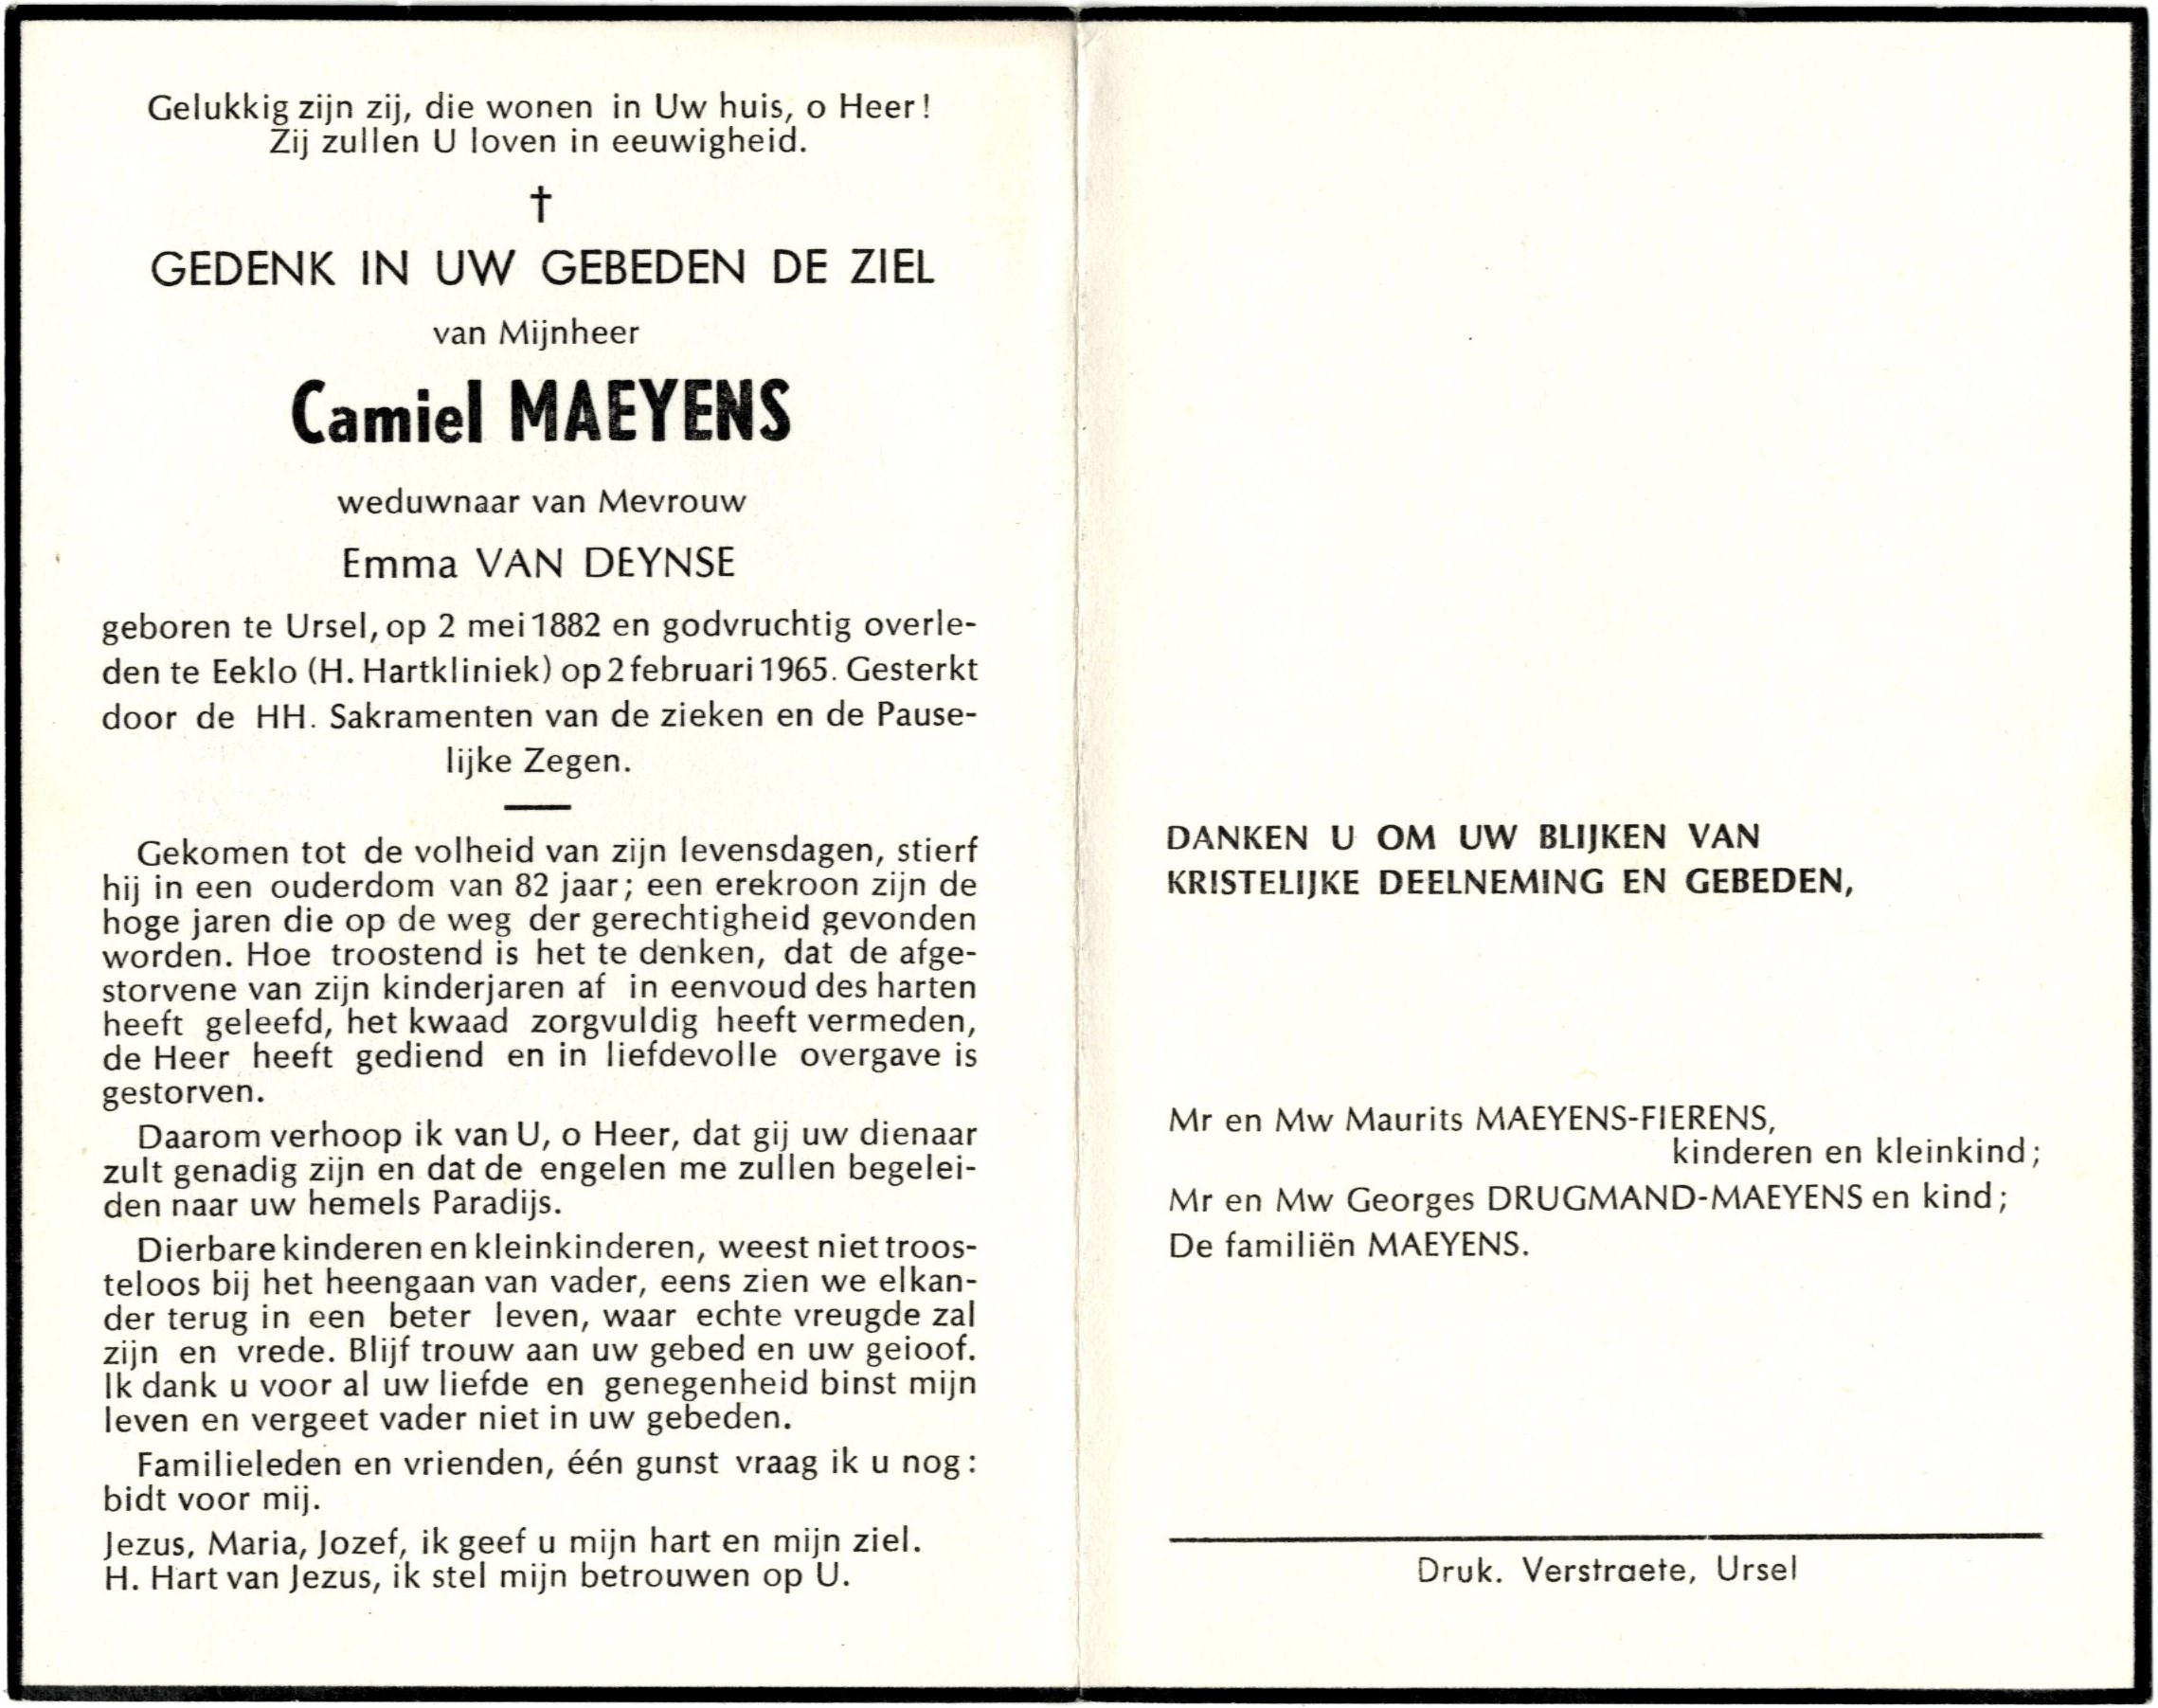 Gelukkig zijn zij, die wonen in Uw huis, o Heer!
Zij zullen U loven in eeuwigheid.
†
GEDENK IN UW GEBEDEN DE ZIEL
van Mijnheer
Camiel MAEYENS
weduwnaar van Mevrouw
Emma VAN DEYNSE
geboren te Ursel, op 2 mei 1882 en godvruchtig overle-
den te Eeklo (H. Hartkliniek) op 2 februari 1965. Gesterkt
door de HH. Sakramenten van de zieken en de Pause-
lijke Zegen.
Gekomen tot de volheid van zijn levensdagen, stierf
hij in een ouderdom van 82 jaar; een erekroon zijn de
hoge jaren die op de weg der gerechtigheid gevonden
worden. Hoe troostend is het te denken, dat de afge-
storvene van zijn kinderjaren af in eenvoud des harten
heeft geleefd, het kwaad zorgvuldig heeft vermeden,
de Heer heeft gediend en in liefdevolle overgave is
gestorven.
Daarom verhoop ik van U, o Heer, dat gij uw dienaar
zult genadig zijn en dat de engelen me zullen begelei-
den naar uw hemels Paradijs.
Dierbare kinderen en kleinkinderen, weest niet troos-
teloos bij het heengaan van vader, eens zien we elkan-
der terug in een beter leven, waar echte vreugde zal
zijn en vrede. Blijf trouw aan uw gebed en uw geioof.
Ik dank u voor al uw liefde en genegenheid binst mijn
leven en vergeet vader niet in uw gebeden.
Familieleden en vrienden, één gunst vraag ik u nog:
bidt voor mij.
Jezus, Maria, Jozef, ik geef u mijn hart en mijn ziel.
H. Hart van Jezus, ik stel mijn betrouwen op U.
DANKEN U OM UW BLIJKEN VAN
KRISTELIJKE DEELNEMING EN GEBEDEN,
Mr en Mw Maurits MAEYENS-FIERENS,
kinderen en kleinkind;
Mr en Mw Georges DRUGMAND-MAEYENS en kind;
De familiën MAEYENS.
Druk. Verstraete, Ursel